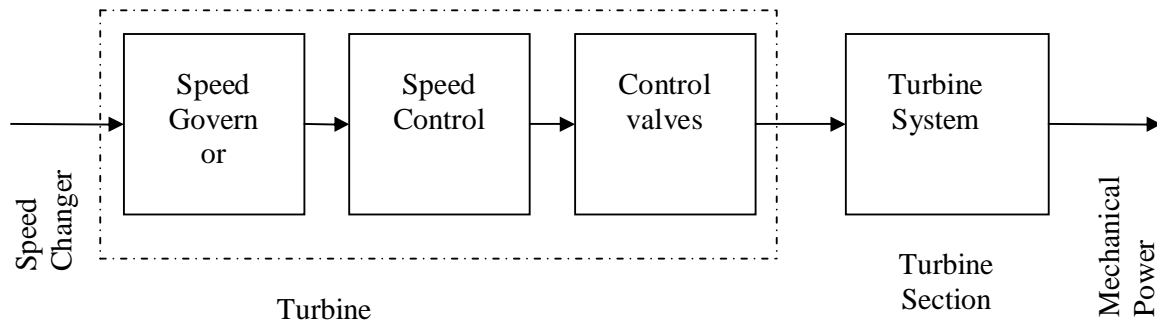 Speed
Govern
or
Speed
Control
Control
valves
Turbine
System
Speed
Changer
Turbine
Turbine
Section
Mechanical
Power